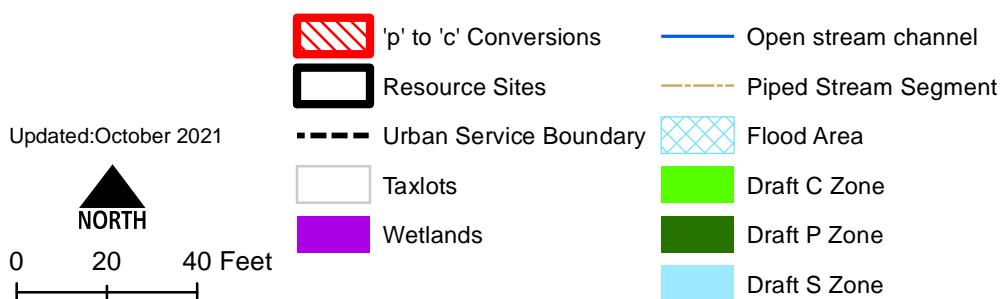 Updated:October 2021
NORTH
0 20 40 Feet
'p' to 'c' Conversions
Resource Sites
Urban Service Boundary
Taxlots
Wetlands
Open stream channel
Piped Stream Segment
Flood Area
Draft C Zone
Draft P Zone
Draft S Zone